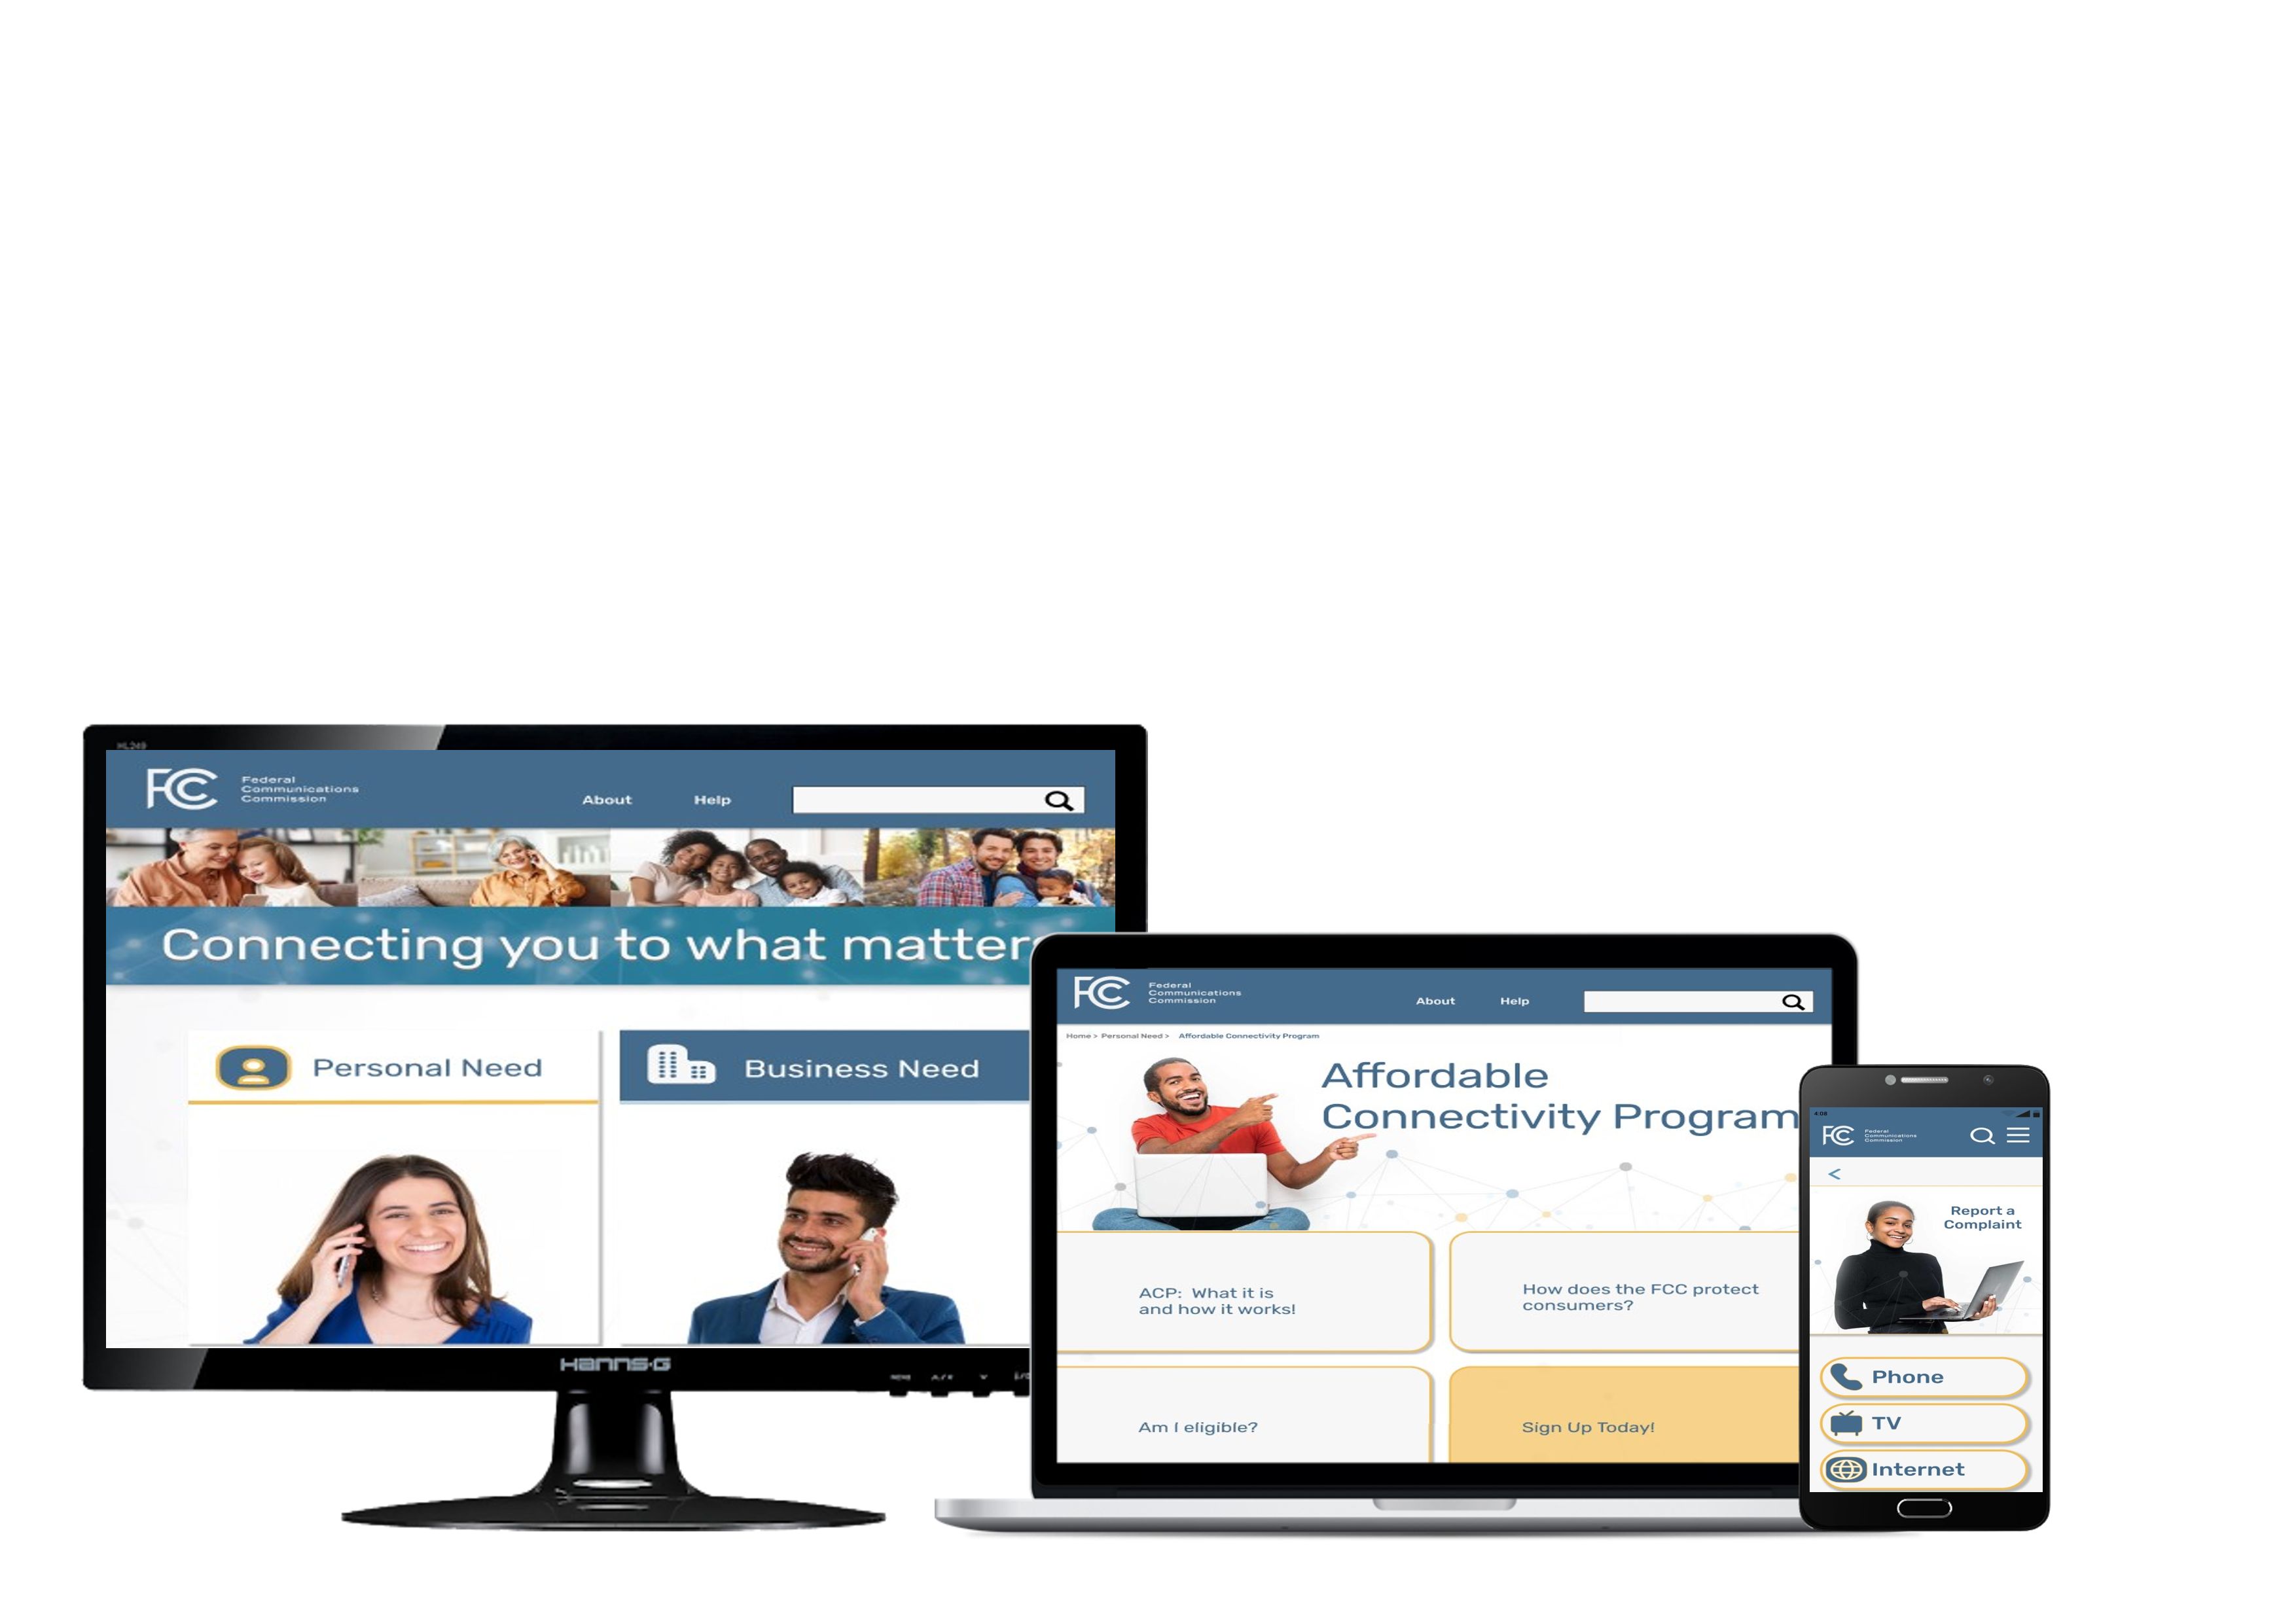 HL249
FCC
Federal
Communications
Commission
About
Help
Connecting you to what matter
Personal Need
Business Need
HANNS·G
FCC
Federal
Communications
Commission
About
Help
Home > Personal Need > Affordable Connectivity Program
Affordable
Connectivity Program
ACP: What it is
and how it works!
How does the FCC protect
consumers?
Am I eligible?
Sign Up Today!
4:08
FCC
Federal
Communications
Commission
<
Report a
Complaint
Phone
TV
Internet